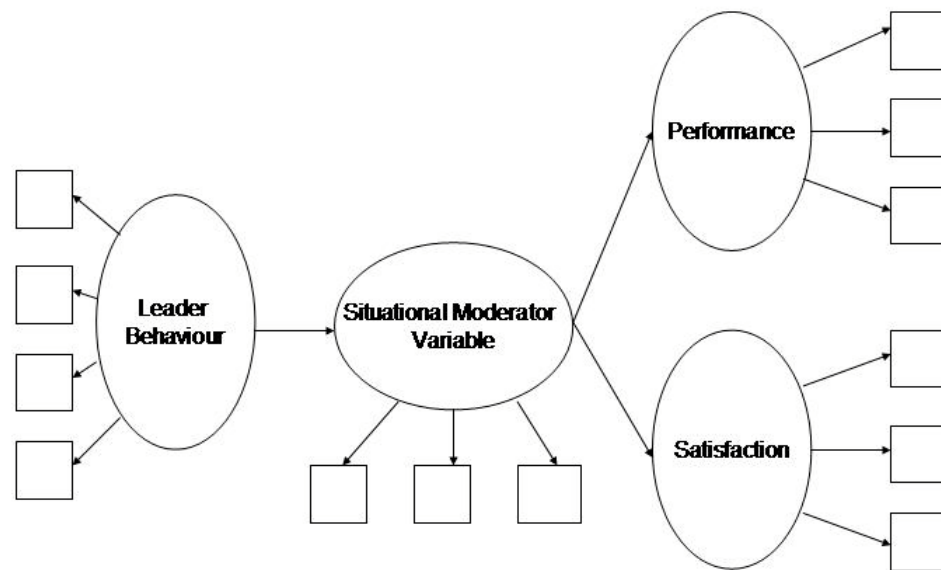 Performance
Leader
Behaviour
Situational Moderator
Variable
Satisfaction